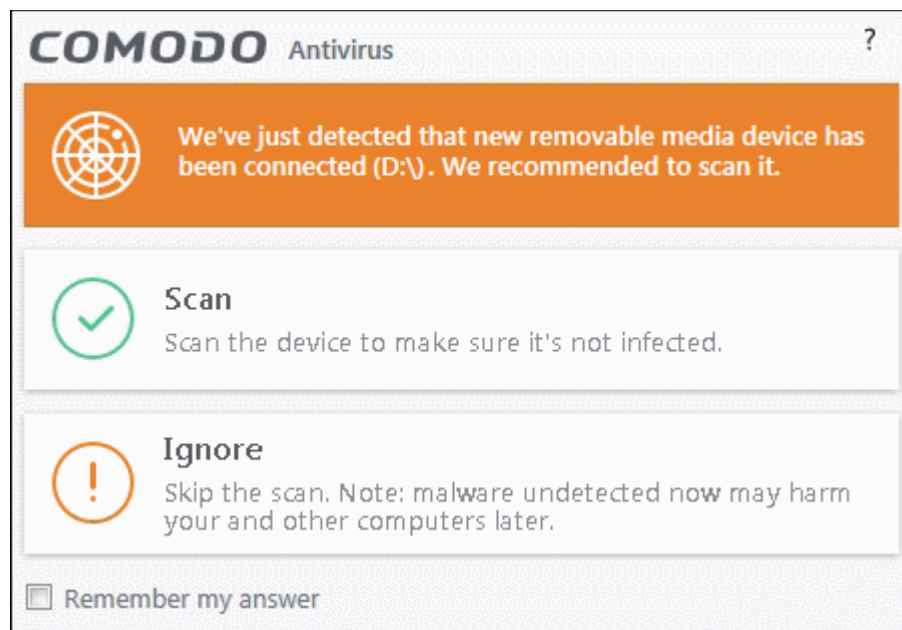 COMODO Antivirus ?
We've just detected that new removable media device has
been connected (D:\). We recommended to scan it.
Scan
Scan the device to make sure it's not infected.
Ignore
Skip the scan. Note: malware undetected now may harm
your and other computers later.
Remember my answer